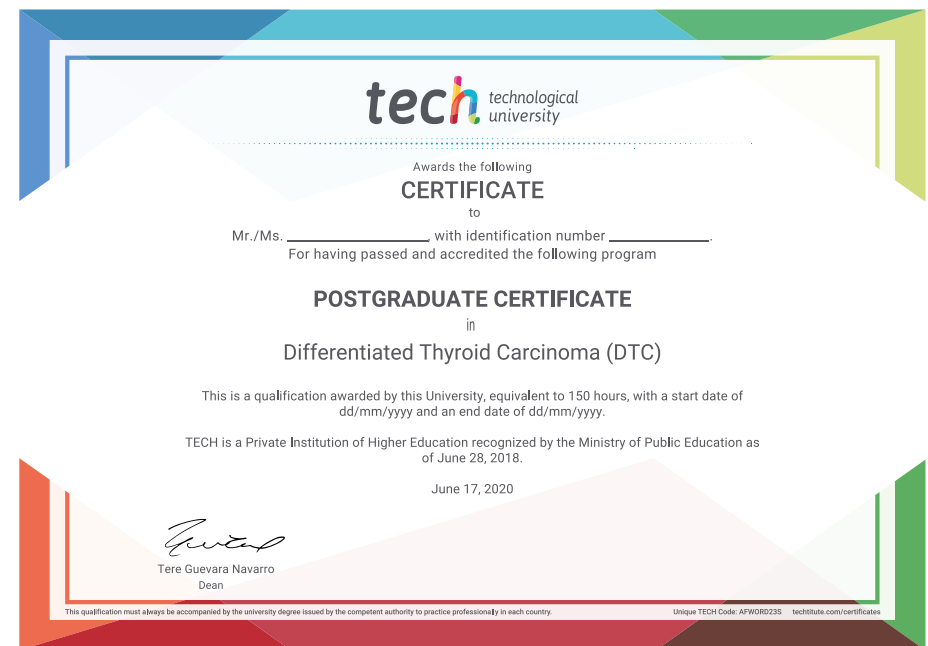 tech technological
university
Awards the following
CERTIFICATE
to
Mr./Ms. ____________________, with identification number ______________.
For having passed and accredited the following program
POSTGRADUATE CERTIFICATE
in
Differentiated Thyroid Carcinoma (DTC)
This is a qualification awarded by this University, equivalent to 150 hours, with a start date of
dd/mm/yyyy and an end date of dd/mm/yyyy.
TECH is a Private Institution of Higher Education recognized by the Ministry of Public Education as
of June 28, 2018.
June 17, 2020
Tere Guevara Navarro
Dean
This qualification must always be accompanied by the university degree issued by the competent authority to practice professionally in each country. Unique TECH Code: AFWORD23S techtitute.com/certificates